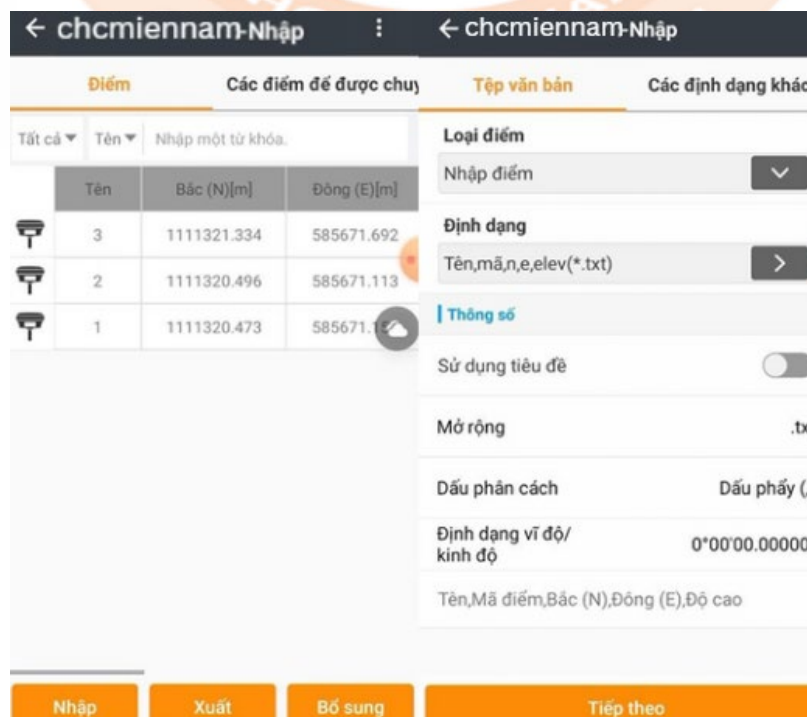 ← chcmiennam-Nhập
Điểm
Các điểm để được chuy
Tất cả Tên Nhập một từ khóa.
Tên Bắc (N)[m] Đông (E)[m]
3 1111321.334 585671.692
2 1111320.496 585671.113
1 1111320.473
Nhập Xuất Bổ sung
← chcmiennam-Nhập
Tệp văn bản
Các định dạng khác
Loại điểm
Nhập điểm
Định dạng
Tên,mã,n,e,elev(*.txt)
Thông số
Sử dụng tiêu đề
Mở rộng .tx
Dấu phân cách Dấu phẩy (,
Định dạng vĩ độ/
kinh độ 0°00'00.00000
Tên,Mã điểm,Bắc (N),Đông (E),Độ cao
Tiếp theo